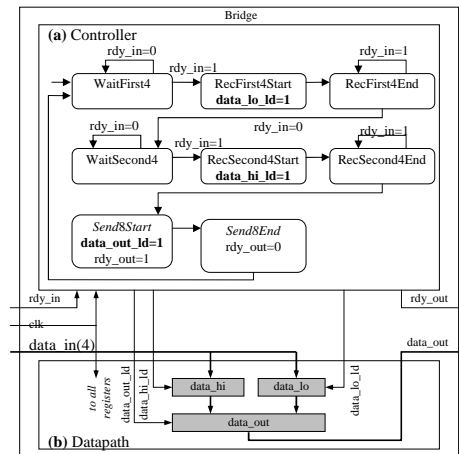 Bridge
(a) Controller
rdy_in=0
rdy_in=1
rdy_in=1
WaitFirst4
RecFirst4Start
data_lo_ld=1
RecFirst4End
rdy_in=0
rdy_in=1
rdy_in=0
rdy_in=1
WaitSecond4
RecSecond4Start
data_hi_ld=1
RecSecond4End
Send8Start
data_out_ld=1
rdy_out=1
Send8End
rdy_out=0
rdy_in
rdy_out
clk
data_in(4)
data_out
to all
registers
data_out_ld
data_hi_ld
data_hi
data_lo
data_lo_ld
data_out
(b) Datapath